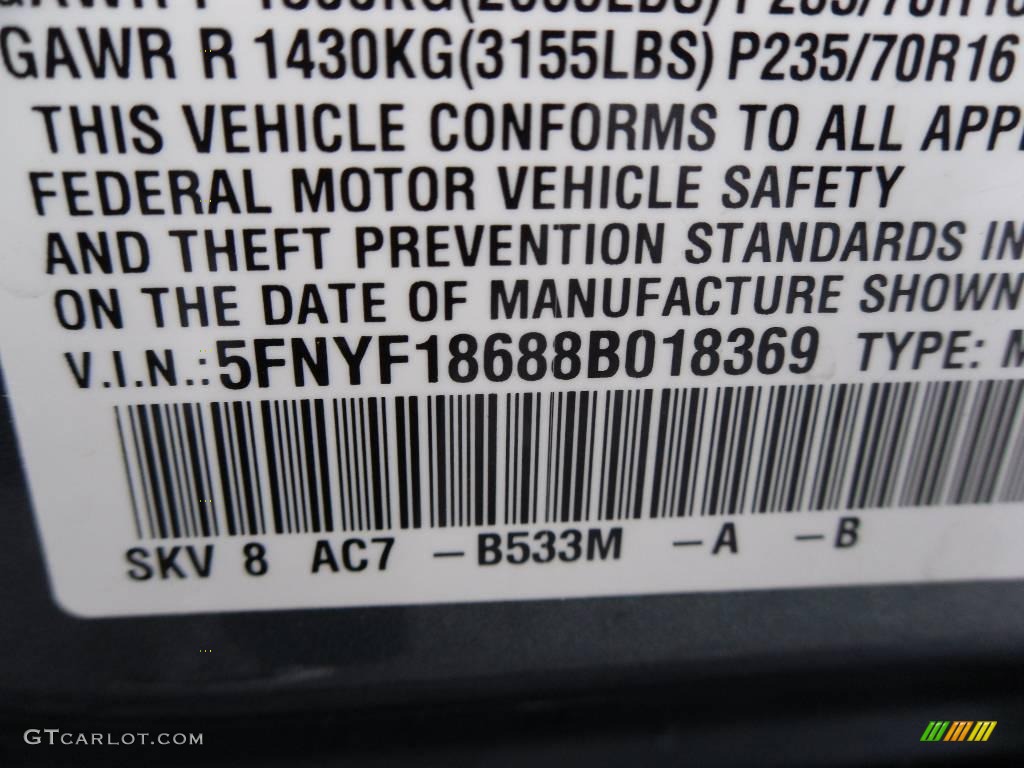 GAWR R 1430KG(3155LBS) P235/70R16
THIS VEHICLE CONFORMS TO ALL
FEDERAL MOTOR VEHICLE SAFETY
AND THEFT PREVENTION STANDARDS IN
ON THE DATE OF MANUFACTURE SHOWN
V.I.N.: 5FNYF18688B018369 TYPE:
SKV 8 AC7 -B533M -A -B
GTCARLOT.COM